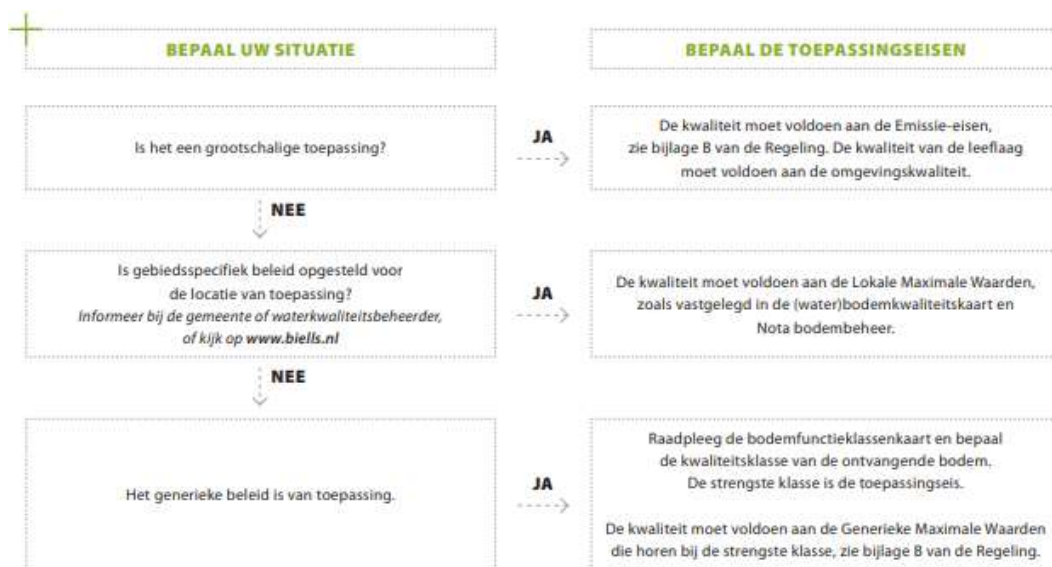 BEPAAL UW SITUATIE
BEPAAL DE TOEPASSINGSEISEN
Is het een grootschalige toepassing?
JA
De kwaliteit moet voldoen aan de Emissie-eisen,
zie bijlage B van de Regeling. De kwaliteit van de leeflaag
moet voldoen aan de omgevingskwaliteit.
NEE
Is gebiedsspecifiek beleid opgesteld voor
de locatie van toepassing?
Informeer bij de gemeente of waterkwaliteitsbeheerder,
of kijk op www.biells.nl
JA
De kwaliteit moet voldoen aan de Lokale Maximale Waarden,
zoals vastgelegd in de (water)bodemkwaliteitskaart en
Nota bodembeheer.
NEE
Het generieke beleid is van toepassing.
JA
Raadpleeg de bodemfunctieklassenkaart en bepaal
de kwaliteitsklasse van de ontvangende bodem.
De strengste klasse is de toepassingseis.
De kwaliteit moet voldoen aan de Generieke Maximale Waarden
die horen bij de strengste klasse, zie bijlage B van de Regeling.